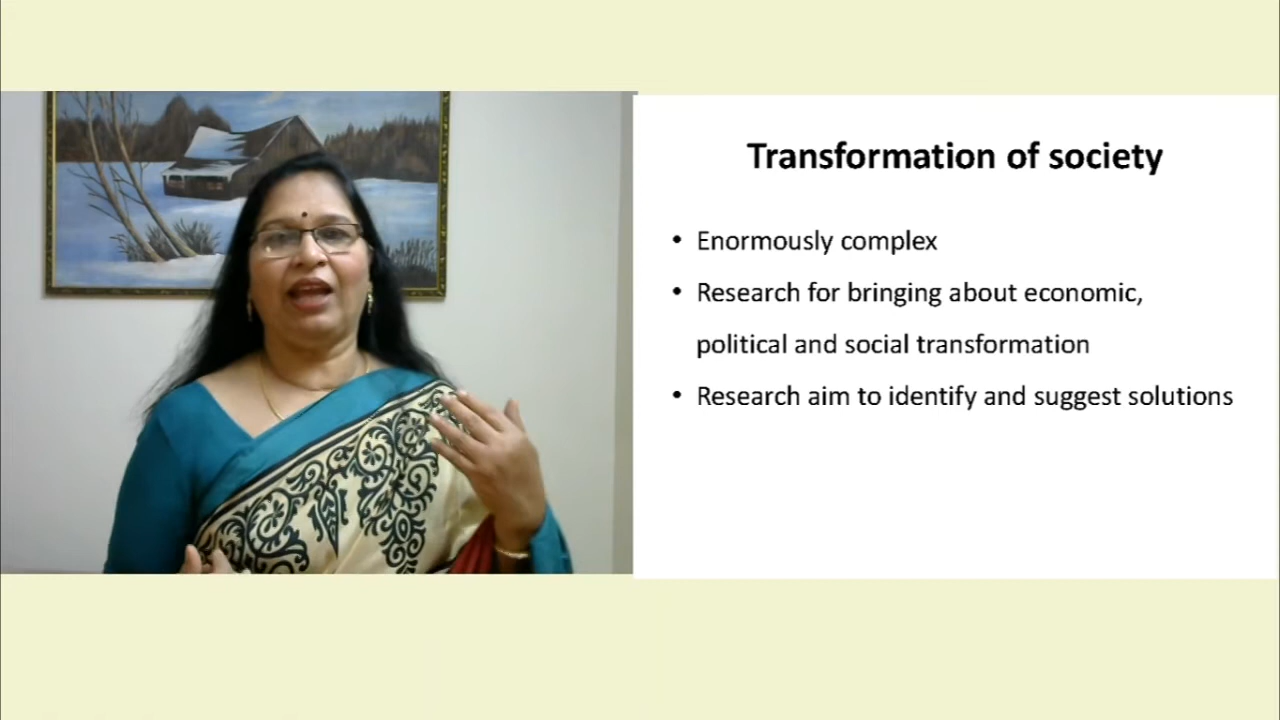 Transformation of society
• Enormously complex
• Research for bringing about economic,
political and social transformation
• Research aim to identify and suggest solutions